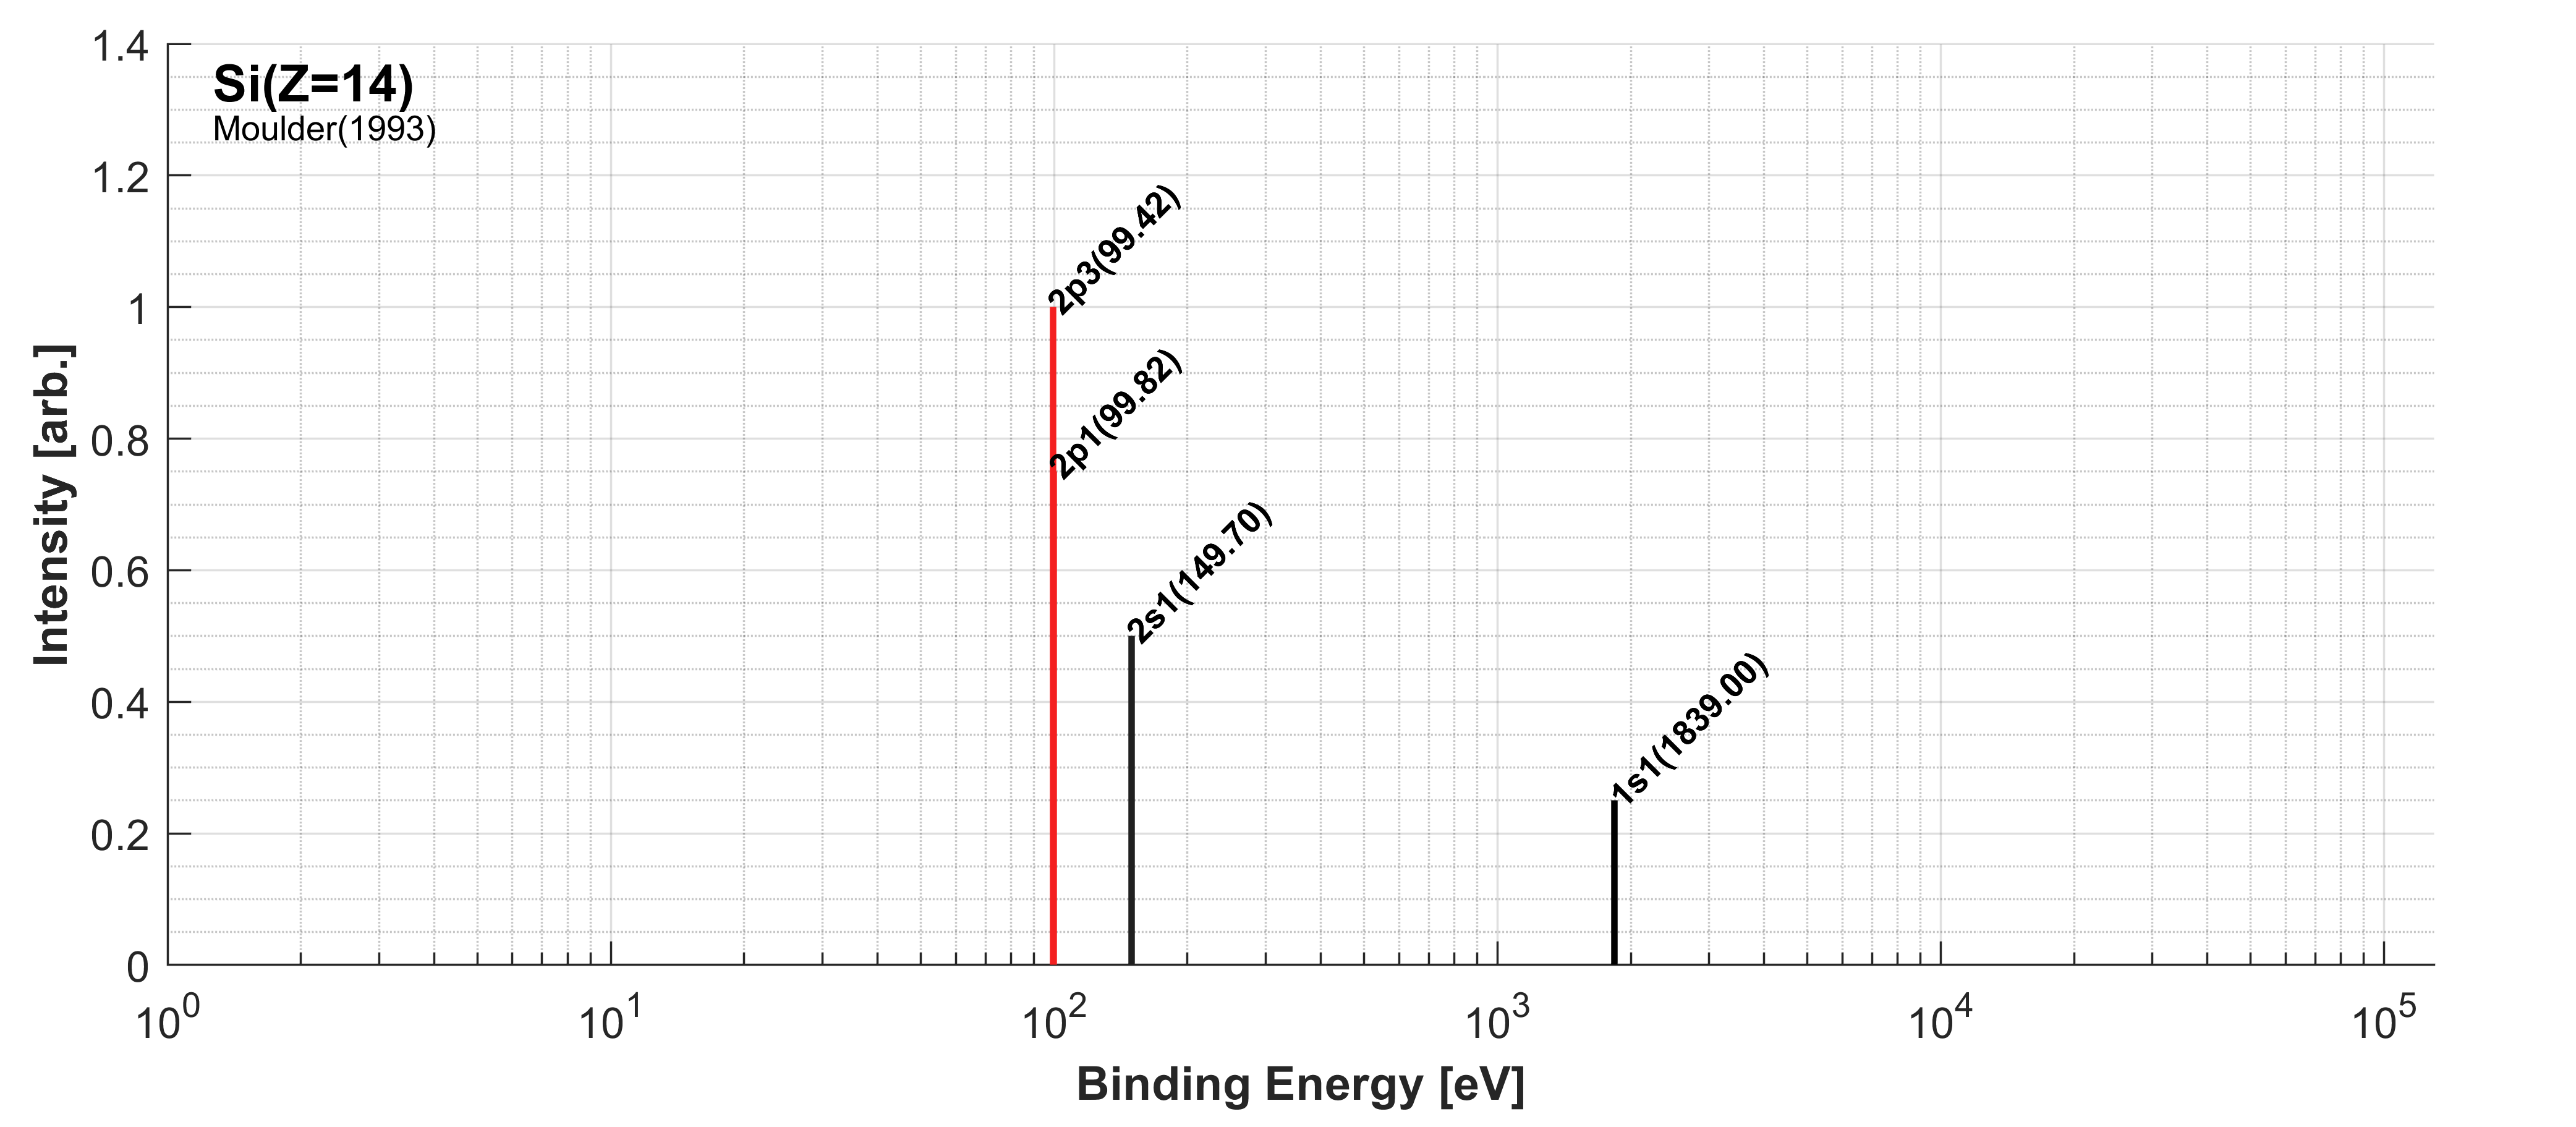 Si(Z=14)
Moulder(1993)
1.4
1.2
1
0.8
0.6
0.4
0.2
0
Intensity [arb.]
2p3(99.42)
2p1(99.82)
2s1(149.70)
1s1(1839.00)
10^0
10^1
10^2
10^3
10^4
10^5
Binding Energy [eV]